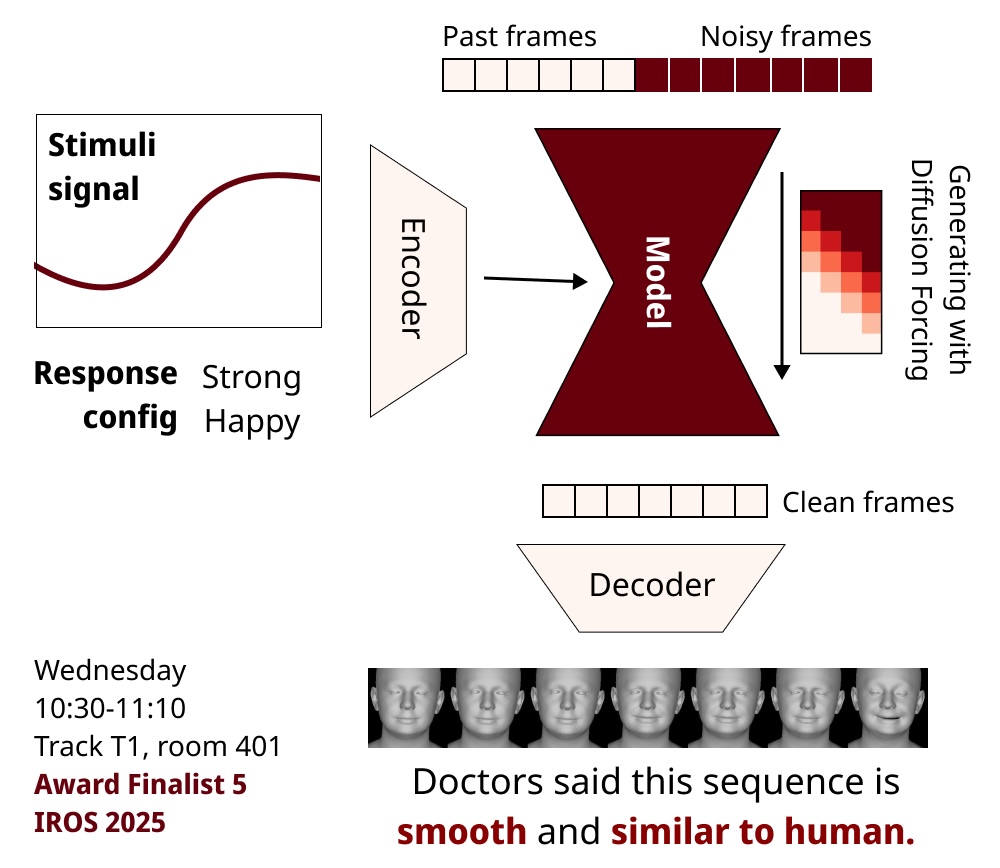 Past frames
Noisy frames
Stimuli
signal
Encoder
Model
Generating with
Diffusion Forcing
Response
config
Strong
Happy
Clean frames
Decoder
Wednesday
10:30-11:10
Track T1, room 401
Award Finalist 5
IROS 2025
Doctors said this sequence is
smooth and similar to human.